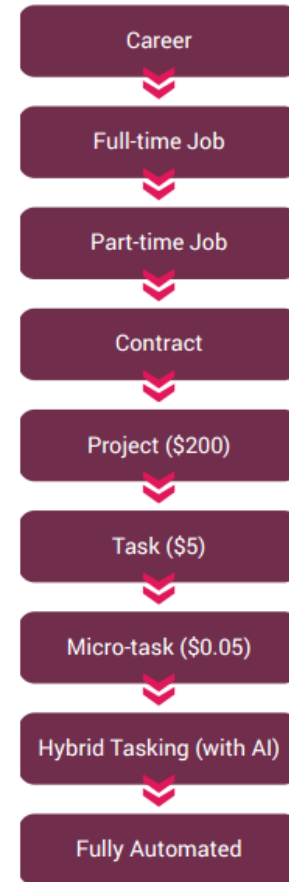 Career
Full-time Job
Part-time Job
Contract
Project ($200)
Task ($5)
Micro-task ($0.05)
Hybrid Tasking (with AI)
Fully Automated